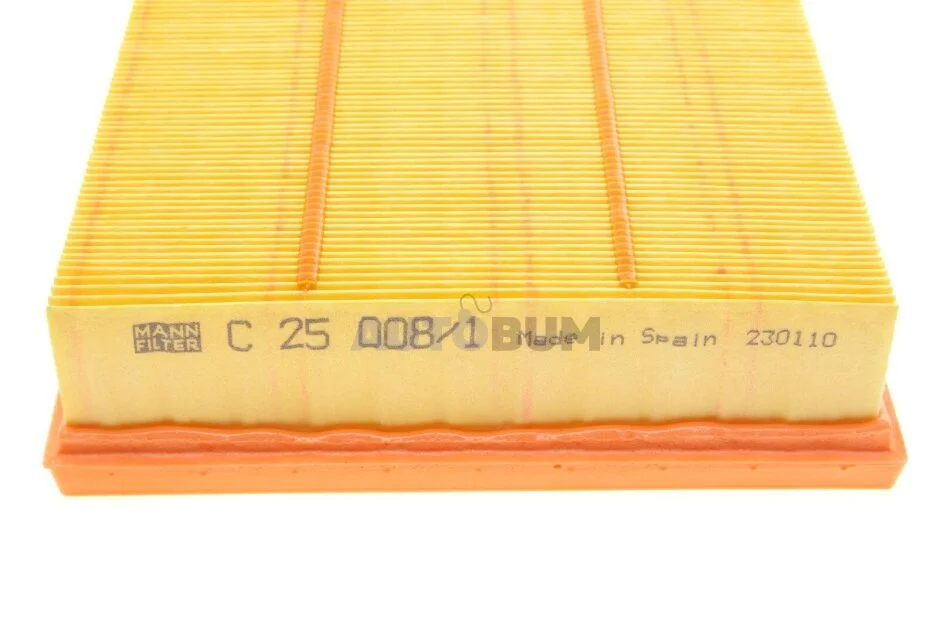 MANN
FILTER
C 25 008/1 Made in Spain 230110
AUTOBUM